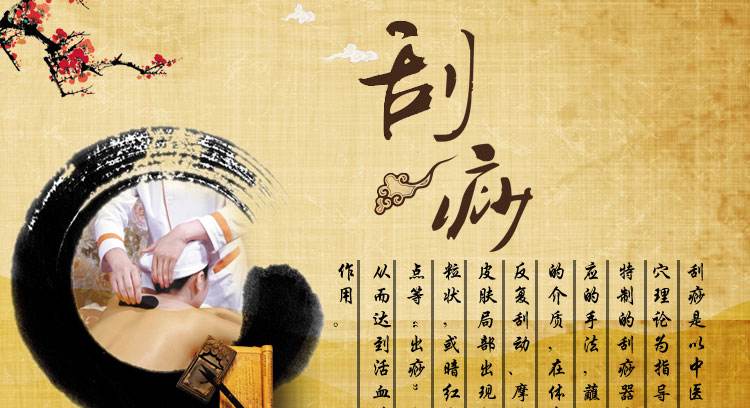 刮痧
刮痧是以中医
穴理论为指导
特制的刮痧器
应的手法,蘸
的介质,在体
反复刮动、摩
皮肤局部出现
粒状,或暗红
点等“出痧”
从而达到活血
作用。